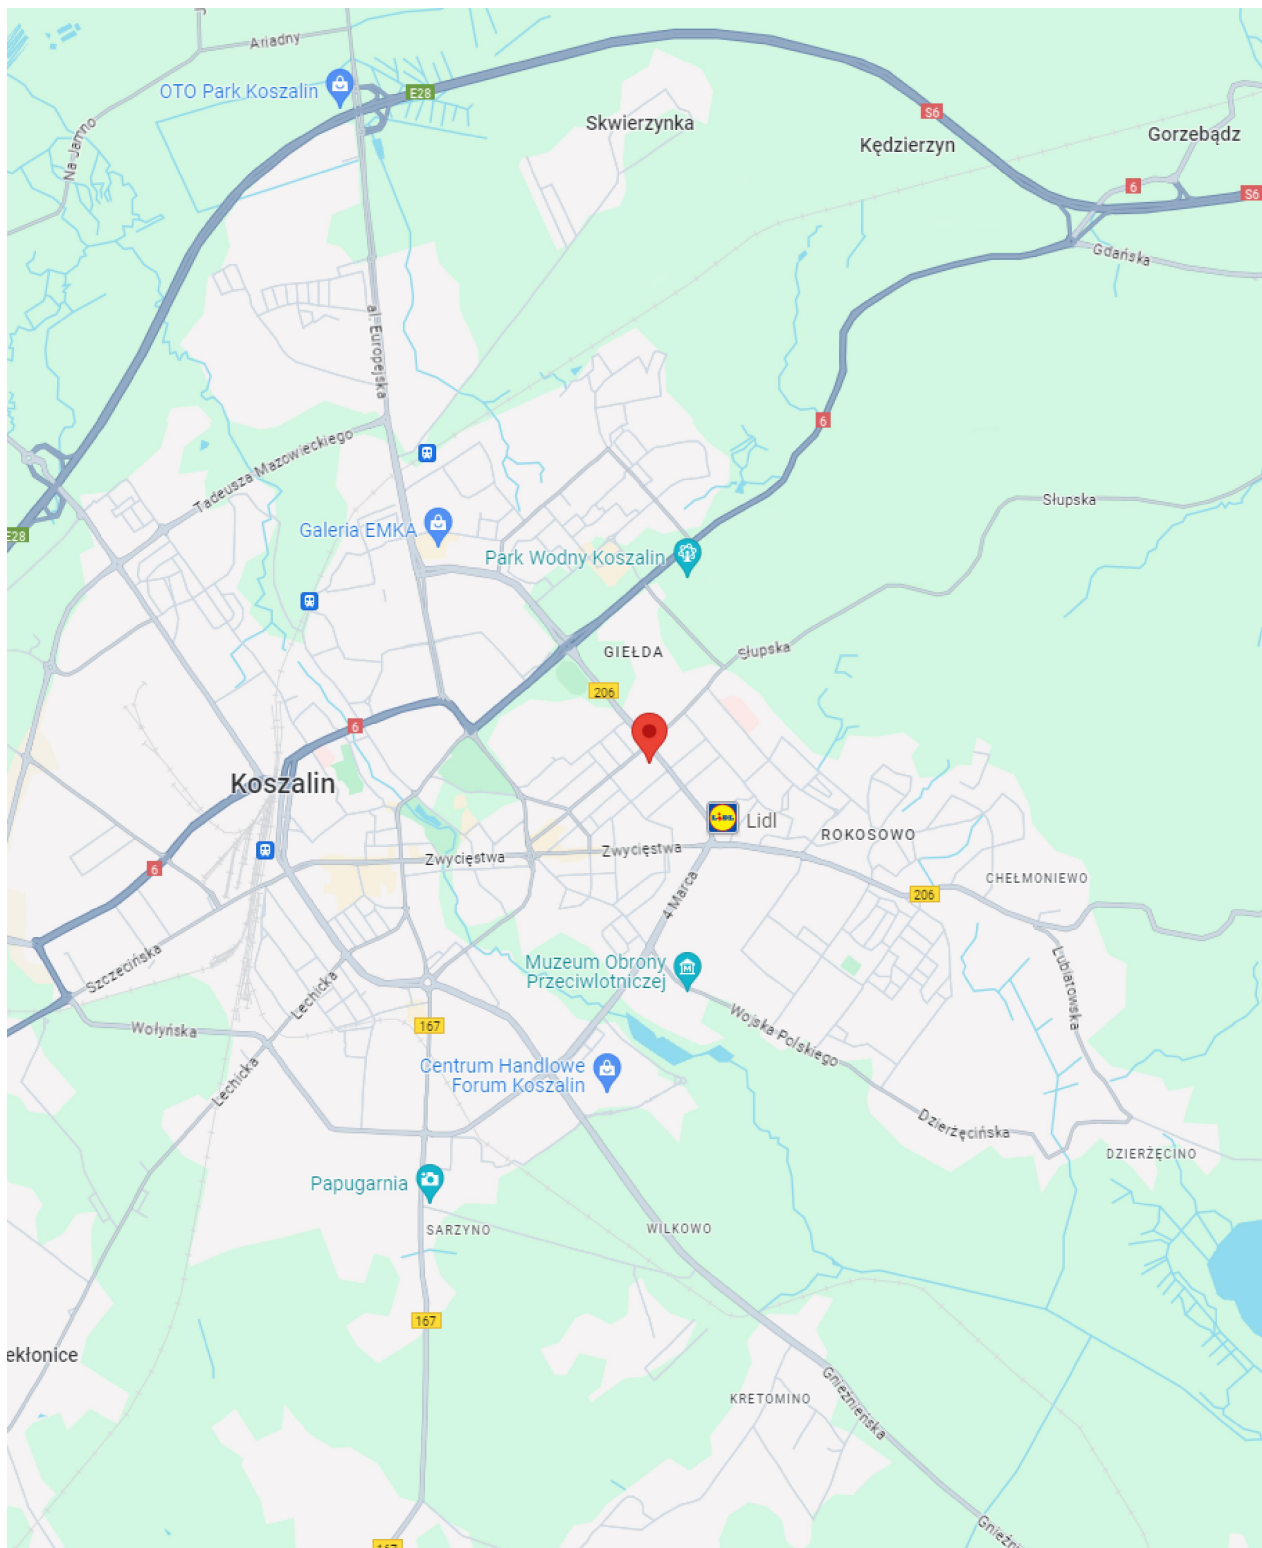 Ariadny
OTO Park Koszalin
E28
Skwierzynka
S6
Kędzierzyn
Gorzebądz
Na Jamno
6
S6
Gdańska
al. Europejska
6
Tadeusza Mazowieckiego
Słupska
Galeria EMKA
E28
Park Wodny Koszalin
GIEŁDA
Słupska
206
6
Koszalin
Lidl
ROKOSOWO
Zwycięstwa
Zwycięstwa
6
CHEŁMONIEWO
206
4 Marca
Szczecińska
Muzeum Obrony
Przeciwlotniczej
Lechicka
Lubiatowska
Wołyńska
167
Wojska Polskiego
Centrum Handlowe
Forum Koszalin
Lechicka
Dzierżęcińska
DZIERŻĘCINO
Papugarnia
SARZYNO
WILKOWO
167
ekłonice
KRETOMINO
Gnieźnieńska
Gnieźni
167